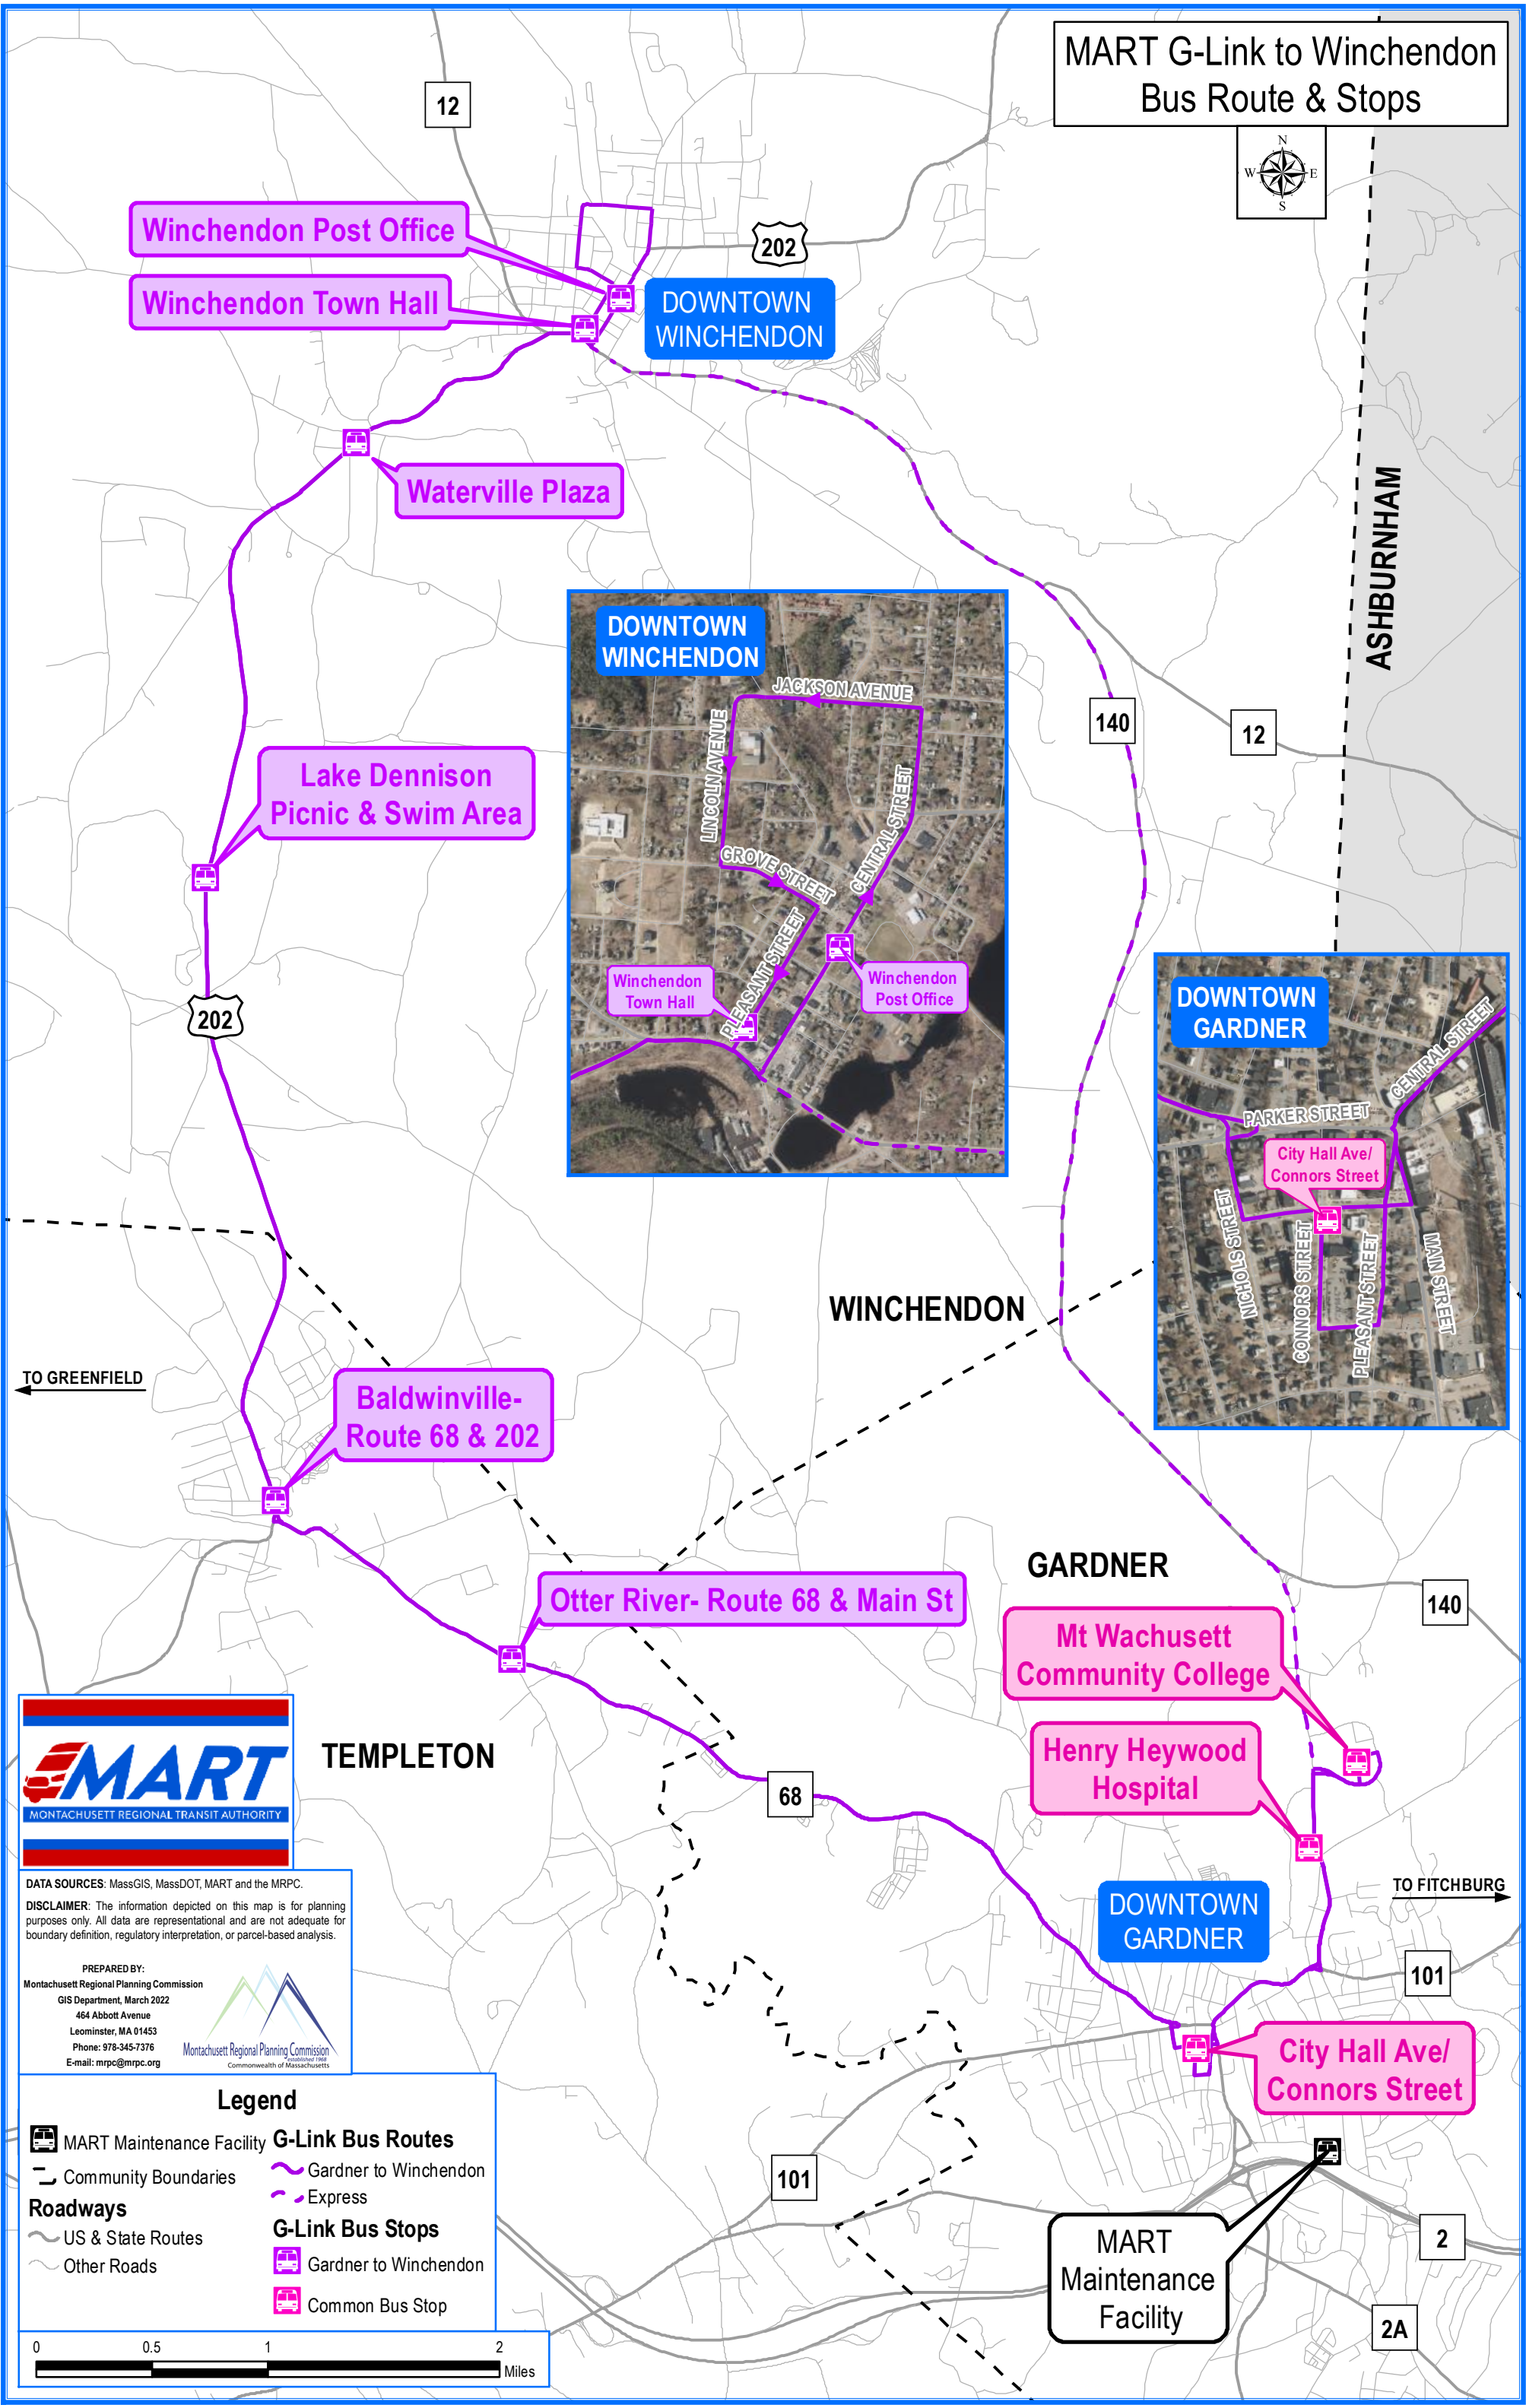 MART G-Link to Winchendon
Bus Route & Stops
N
W
E
S
12
202
Winchendon Post Office
Winchendon Town Hall
DOWNTOWN
WINCHENDON
Waterville Plaza
ASHBURNHAM
DOWNTOWN
WINCHENDON
JACKSON AVENUE
LINCOLN AVENUE
CENTRAL STREET
GROVE STREET
PLEASANT STREET
Winchendon
Town Hall
Winchendon
Post Office
140
12
Lake Dennison
Picnic & Swim Area
202
DOWNTOWN
GARDNER
CENTRAL STREET
PARKER STREET
City Hall Ave/
Connors Street
NICHOLS STREET
CONNORS STREET
PLEASANT STREET
MAIN STREET
WINCHENDON
TO GREENFIELD
Baldwinville-
Route 68 & 202
GARDNER
140
Otter River- Route 68 & Main St
Mt Wachusett
Community College
Henry Heywood
Hospital
TEMPLETON
68
TO FITCHBURG
DOWNTOWN
GARDNER
101
City Hall Ave/
Connors Street
101
2
MART
Maintenance
Facility
2A
MART
MONTACHUSETT REGIONAL TRANSIT AUTHORITY
DATA SOURCES: MassGIS, MassDOT, MART and the MRPC.
DISCLAIMER: The information depicted on this map is for planning
purposes only. All data are representational and are not adequate for
boundary definition, regulatory interpretation, or parcel-based analysis.
PREPARED BY:
Montachusett Regional Planning Commission
GIS Department, March 2022
464 Abbott Avenue
Leominster, MA 01453
Phone: 978-345-7376
E-mail: mrpc@mrpc.org
Montachusett Regional Planning Commission
established 1968
Commonwealth of Massachusetts
Legend
MART Maintenance Facility
Community Boundaries
Roadways
US & State Routes
Other Roads
G-Link Bus Routes
Gardner to Winchendon
Express
G-Link Bus Stops
Gardner to Winchendon
Common Bus Stop
0 0.5 1 2
Miles